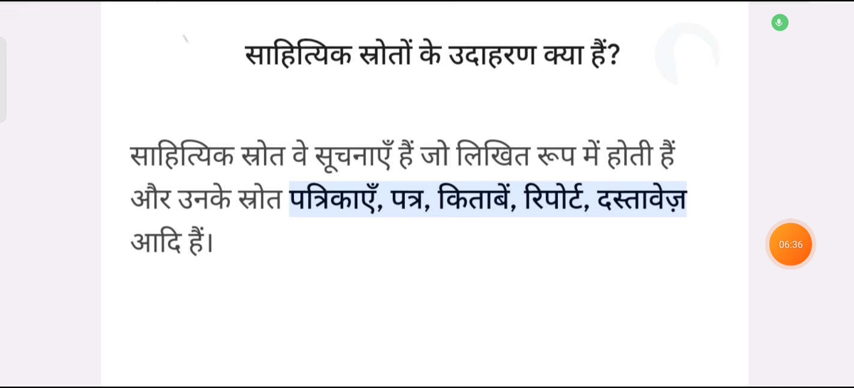 साहित्यिक स्रोतों के उदाहरण क्या हैं?
साहित्यिक स्रोत वे सूचनाएँ हैं जो लिखित रूप में होती हैं
और उनके स्रोत पत्रिकाएँ, पत्र, किताबें, रिपोर्ट, दस्तावेज़
आदि हैं।
06:36